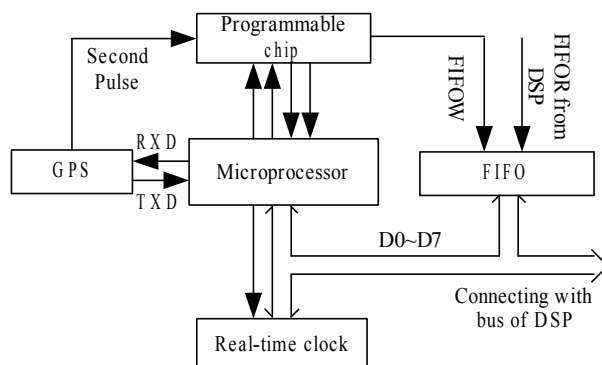 Programmable
chip
Second
Pulse
FIFOW
FIFOR from
DSP
RXD
GPS
TXD
Microprocessor
FIFO
D0~D7
Connecting with
bus of DSP
Real-time clock